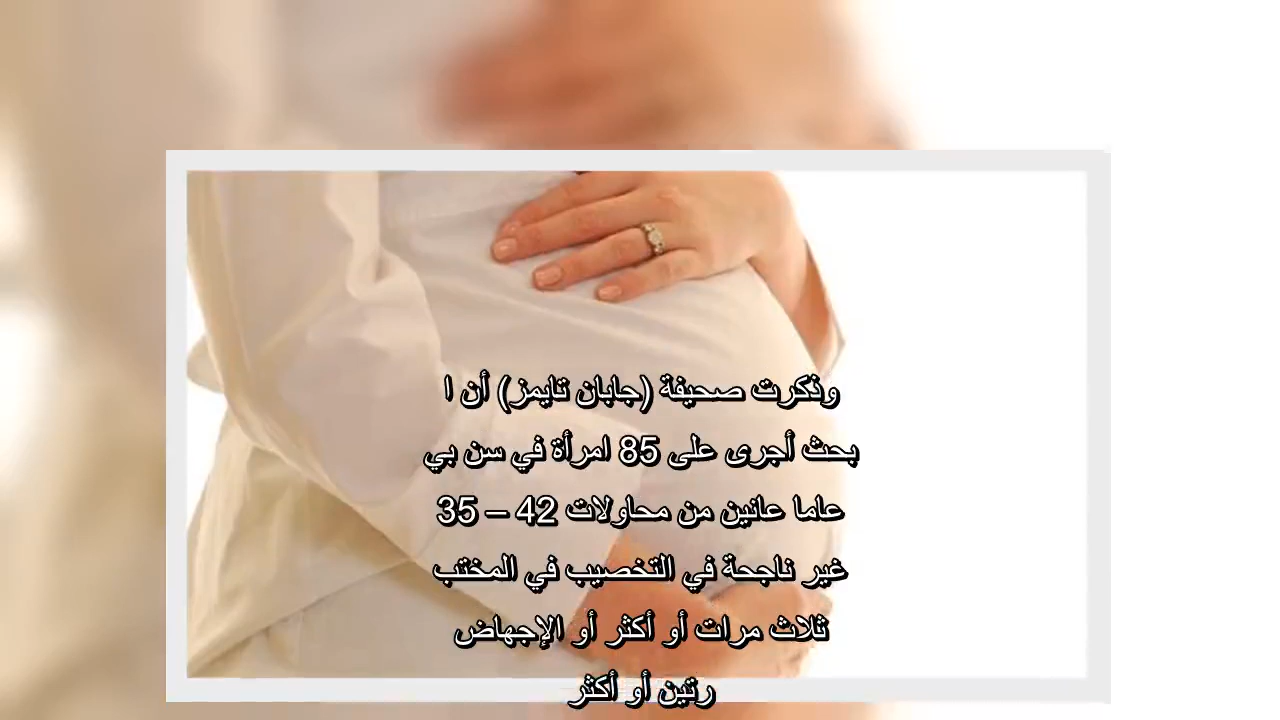 وذكرت صحيفة (جابان تايمز) أن ا
بحث أجرى على 85 امرأة في سن بي
35 – 42 عاما عانين من محاولات
غير ناجحة في التخصيب في المختب
ثلاث مرات أو أكثر أو الإجهاض
رتين أو أكثر